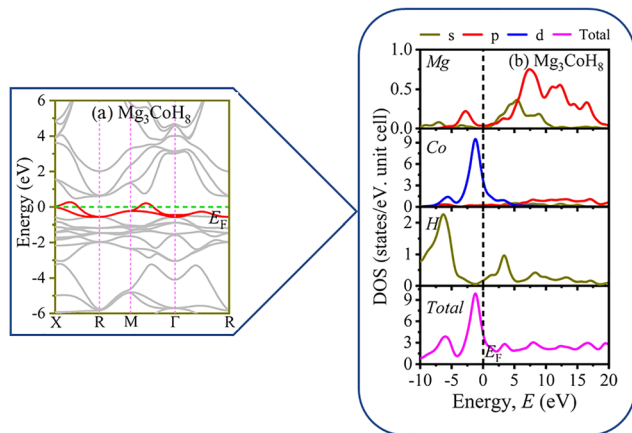 (a) Mg₃CoH₈
Energy (eV)
6
4
2
0
-2
-4
-6
E_F
X R M Γ R
s p d Total
Mg (b) Mg₃CoH₈
1.0
0.5
0.0
Co
9
6
3
0
H
2
1
0
Total
9
6
3
0
E_F
DOS (states/eV. unit cell)
-10 -5 0 5 10 15 20
Energy, E (eV)